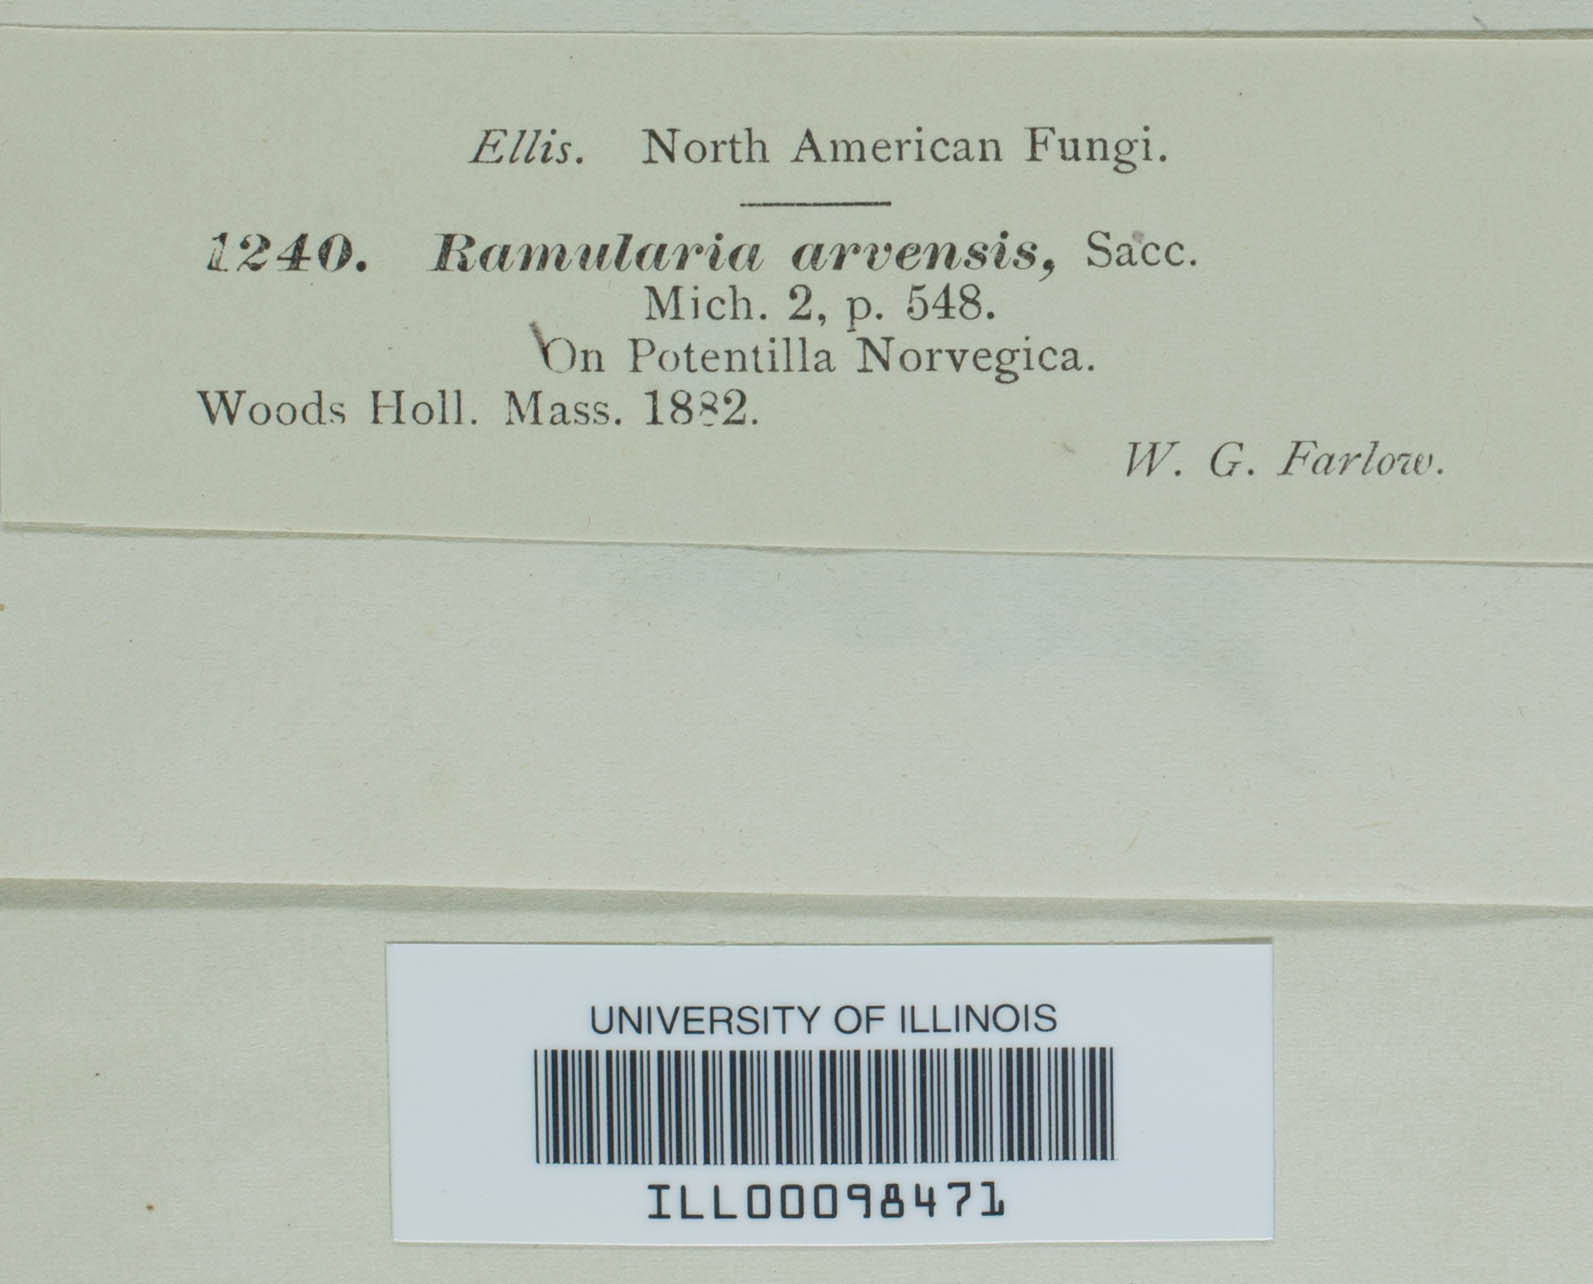 Ellis. North American Fungi.
1240. Ramularia arvensis, Sacc.
Mich. 2, p. 548.
On Potentilla Norvegica.
Woods Holl. Mass. 1882.
W. G. Farlow.
UNIVERSITY OF ILLINOIS
ILL00098471